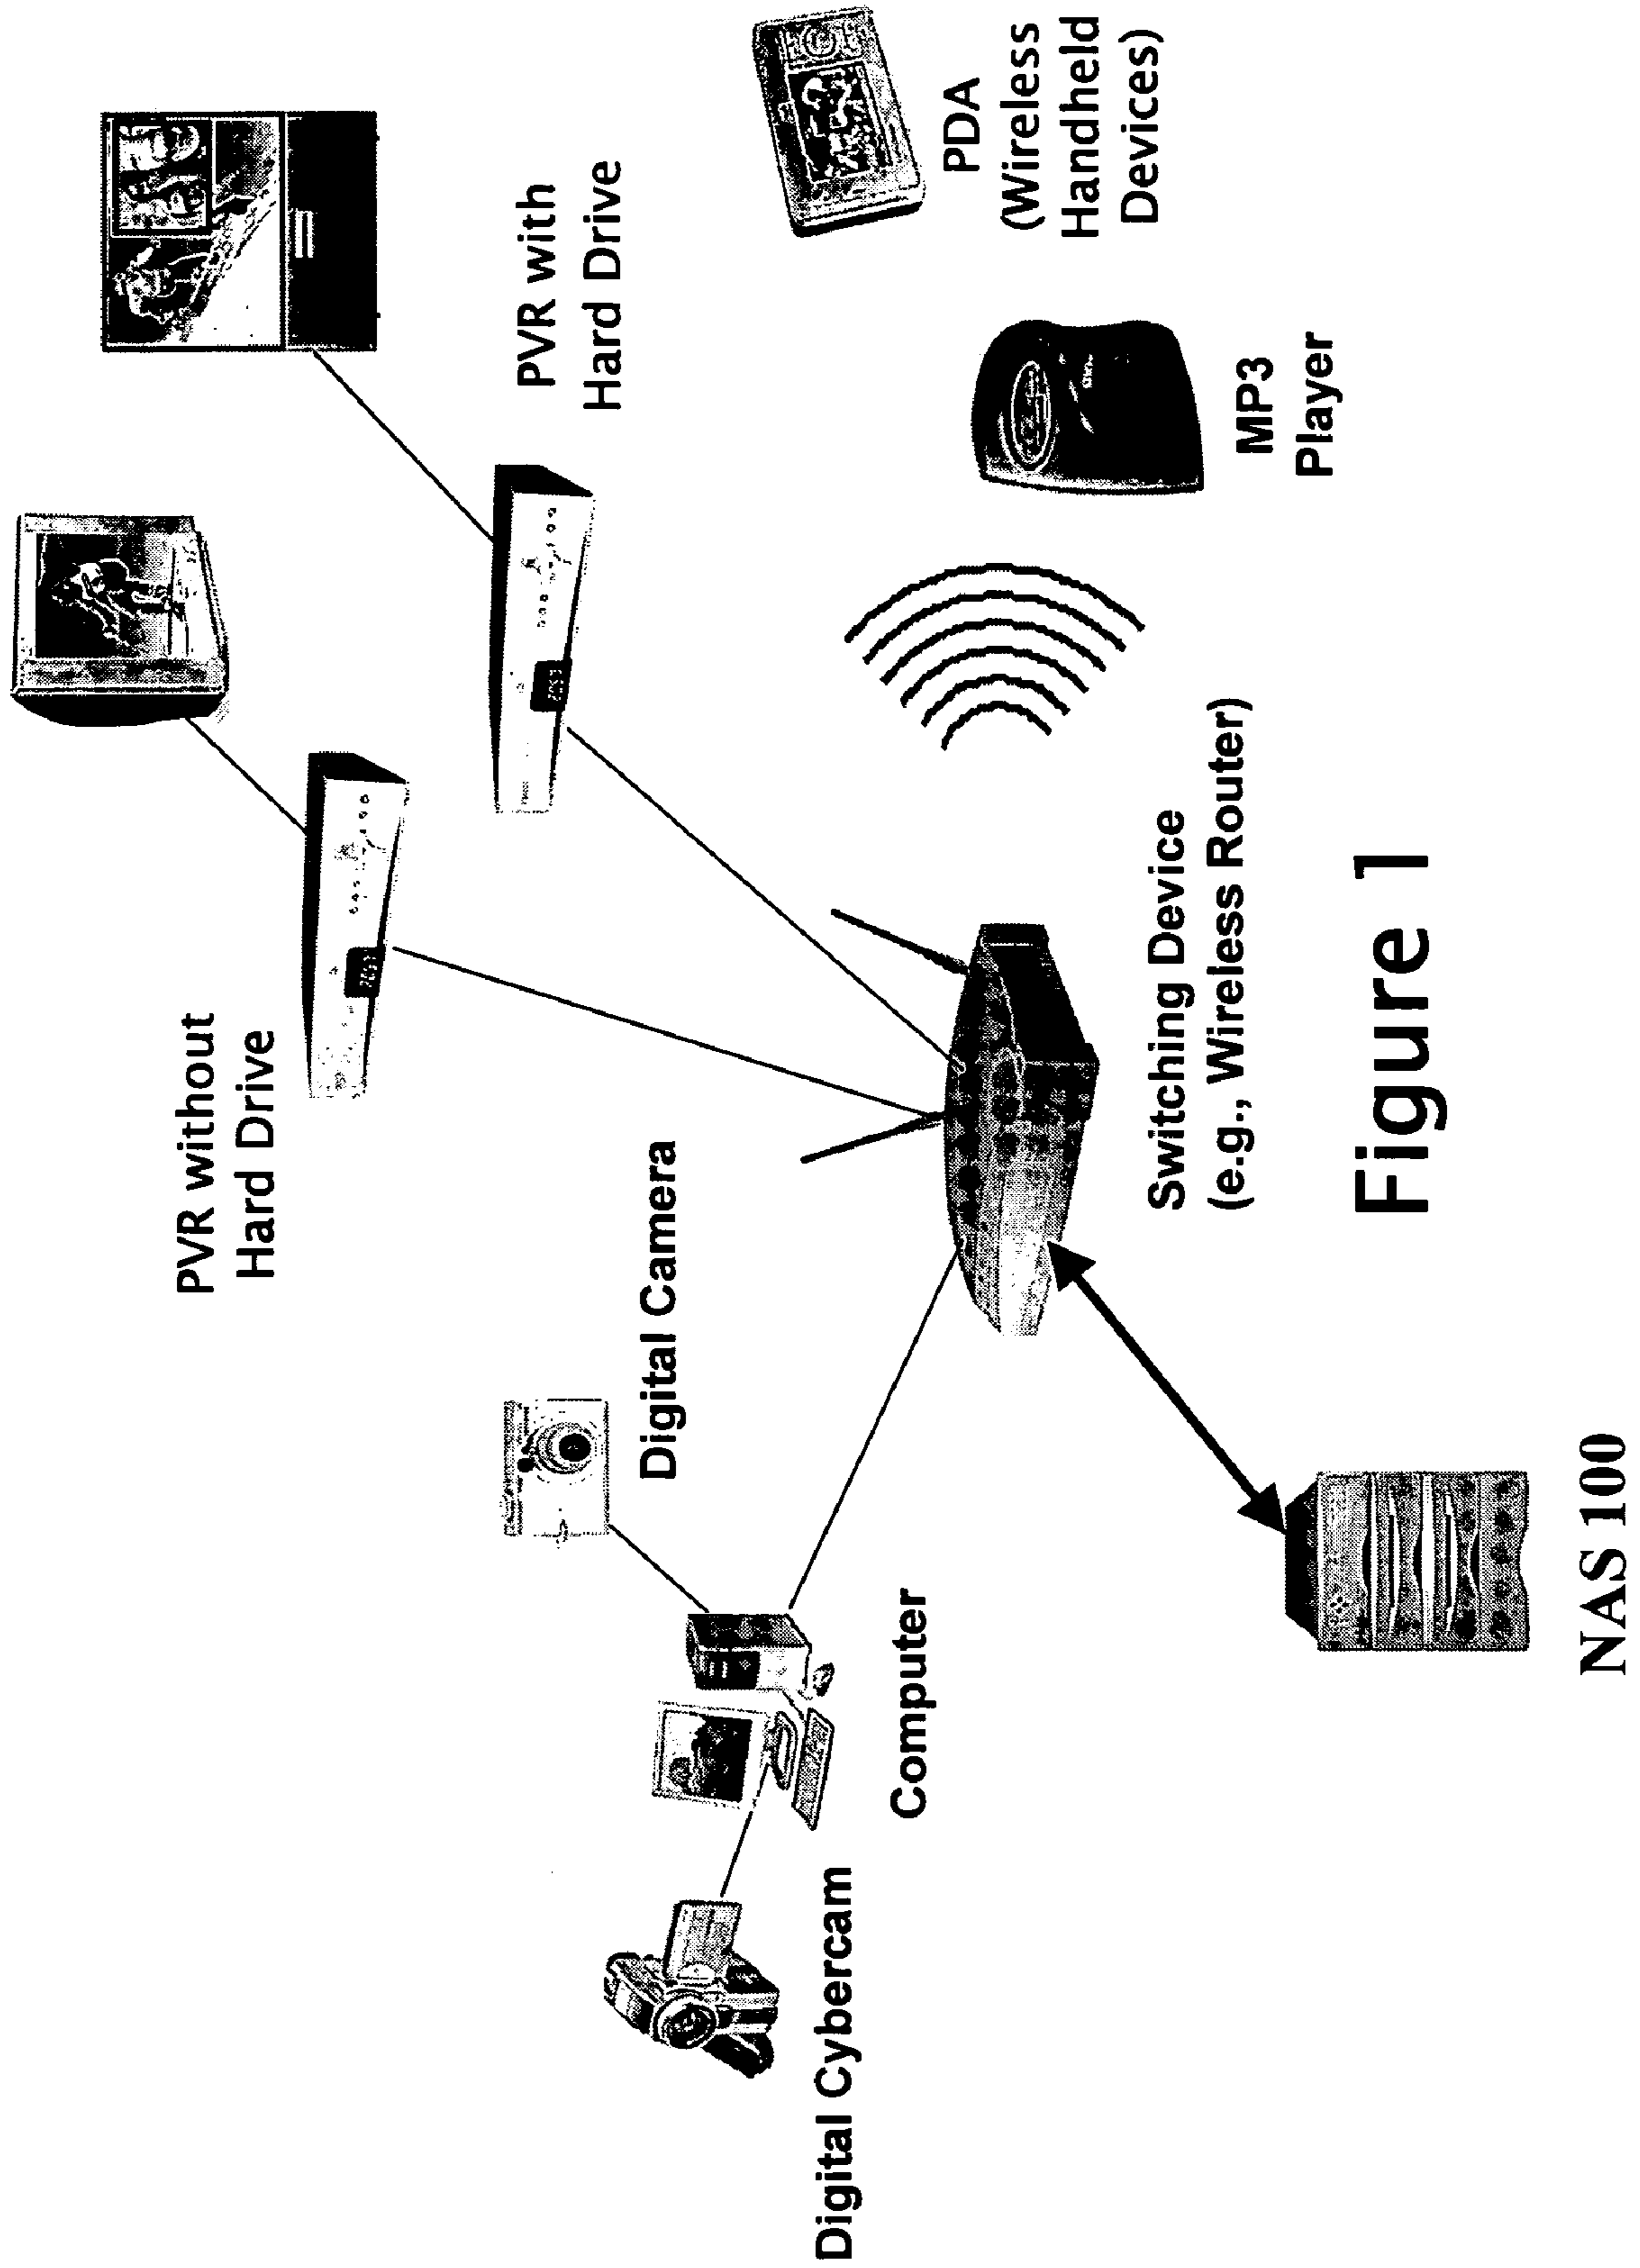 PVR without
Hard Drive
PVR with
Hard Drive
Digital Camera
Digital Cybercam
Computer
PDA
(Wireless
Handheld
Devices)
MP3
Player
Switching Device
(e.g., Wireless Router)
NAS 100
Figure 1